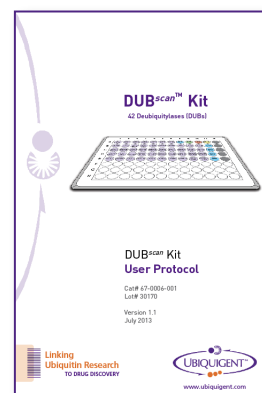 DUBscan™ Kit
42 Deubiquitylases (DUBs)
DUBscan Kit
User Protocol
Cat# 67-0006-001
Lot# 30170
Version 1.1
July 2013
Linking
Ubiquitin Research
TO DRUG DISCOVERY
UBIQUIGENT™
www.ubiquigent.com